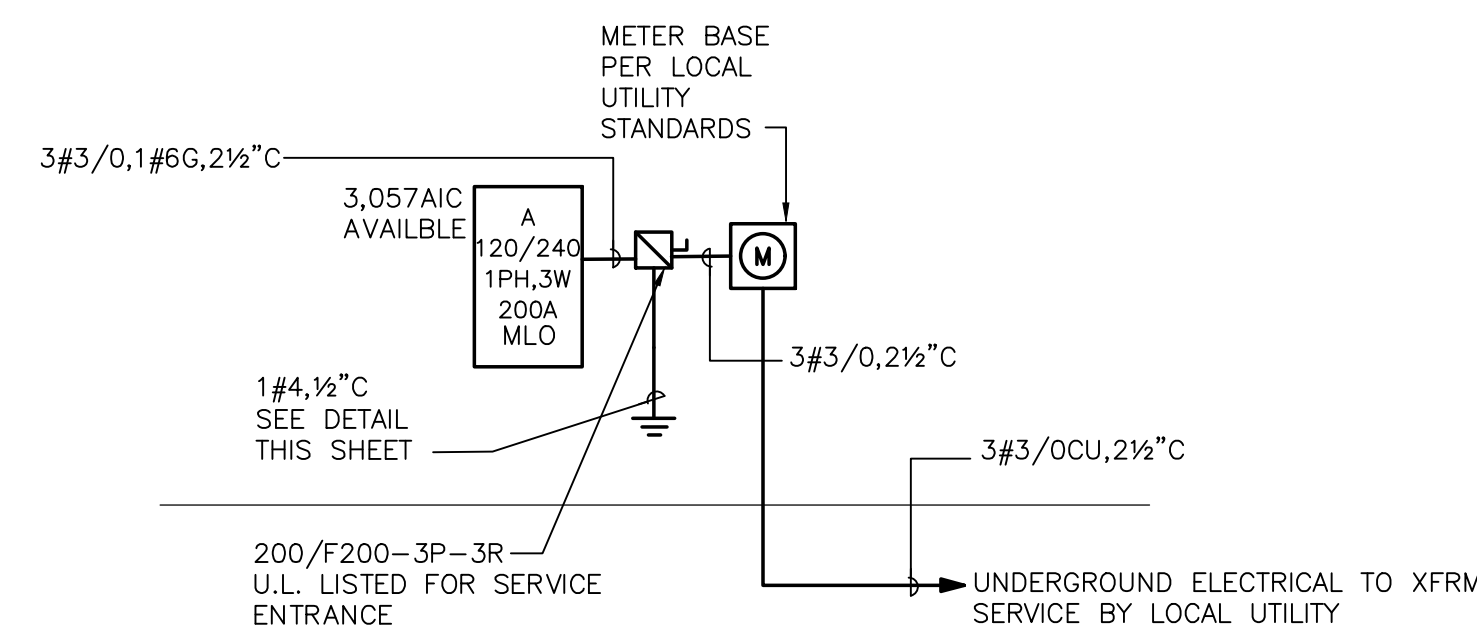 METER BASE
PER LOCAL
UTILITY
STANDARDS
3#3/0,1#6G,2½”C
3,057AIC
AVAILBLE
A
120/240
1PH,3W
200A
MLO
M
3#3/0,2½”C
1#4,½”C
SEE DETAIL
THIS SHEET
3#3/0CU,2½”C
200/F200-3P-3R
U.L. LISTED FOR SERVICE
ENTRANCE
UNDERGROUND ELECTRICAL TO XFRM
SERVICE BY LOCAL UTILITY